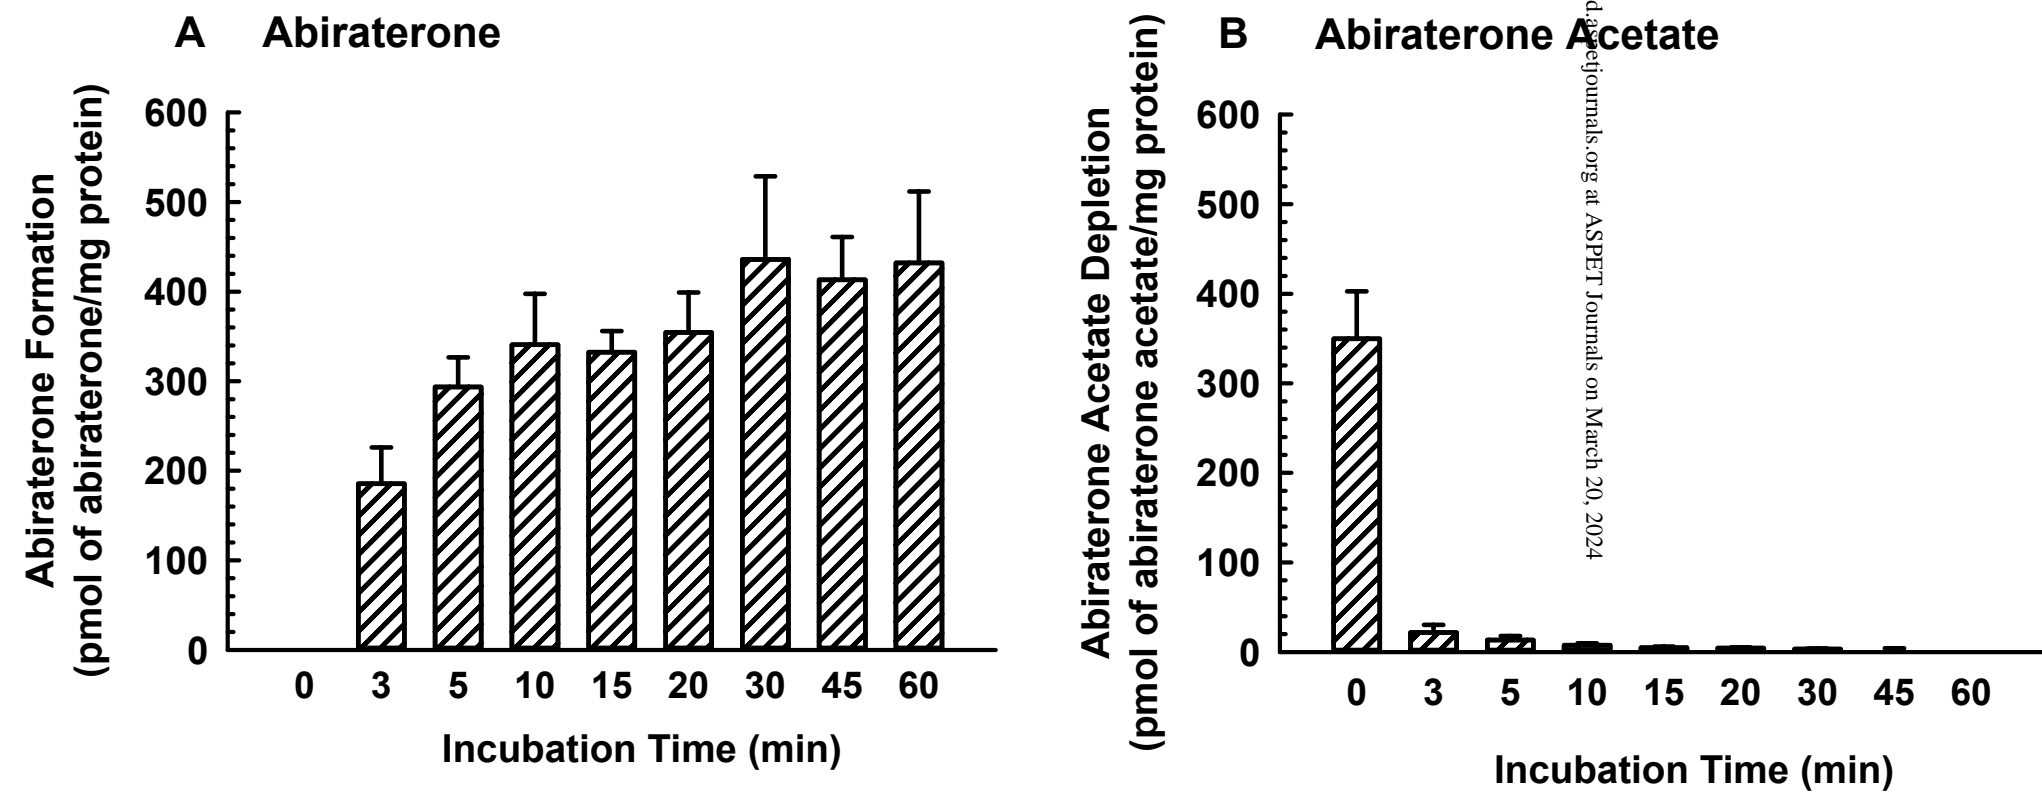 A Abiraterone
Abiraterone Formation
(pmol of abiraterone/mg protein)
600
500
400
300
200
100
0
0 3 5 10 15 20 30 45 60
Incubation Time (min)
B Abiraterone Acetate
Abiraterone Acetate Depletion
(pmol of abiraterone acetate/mg protein)
600
500
400
300
200
100
0
0 3 5 10 15 20 30 45 60
Incubation Time (min)
d.aspetjournals.org at ASPET Journals on March 20, 2024